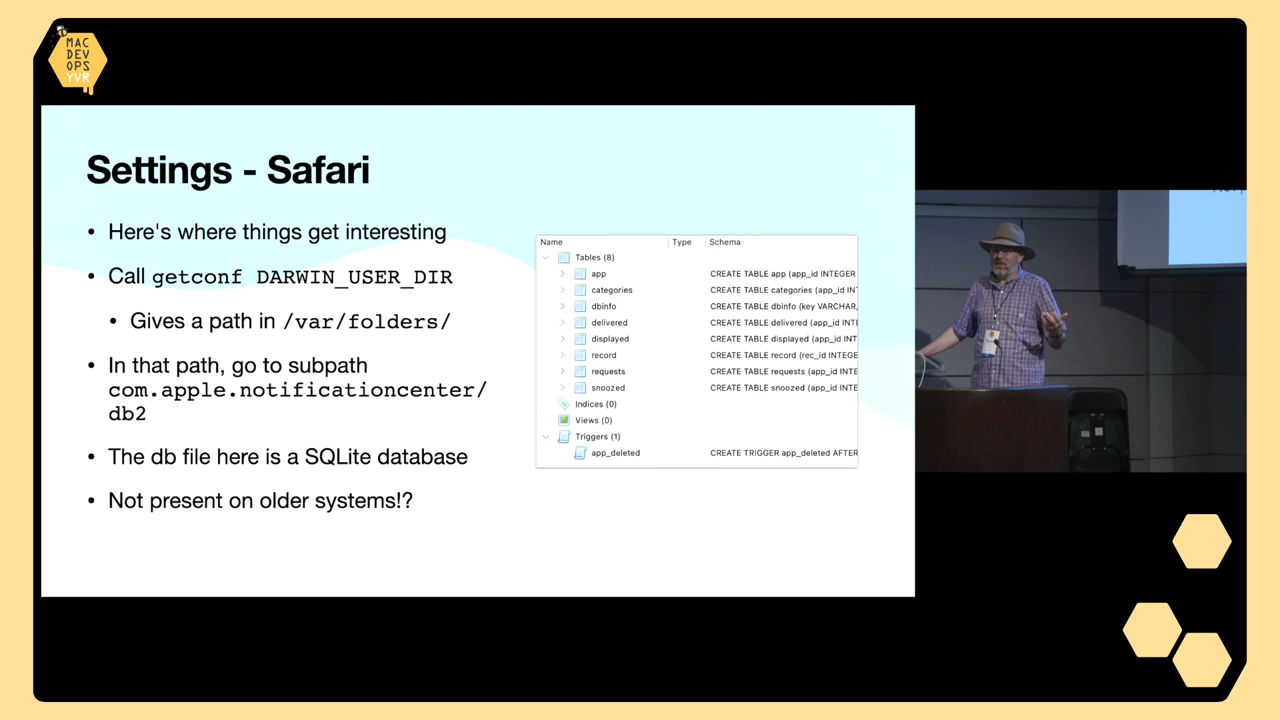 MAC
DEV
OPS
YVR
Settings - Safari
• Here's where things get interesting
• Call getconf DARWIN_USER_DIR
• Gives a path in /var/folders/
• In that path, go to subpath
com.apple.notificationcenter/
db2
• The db file here is a SQLite database
• Not present on older systems!?
Name Type Schema
Tables (8)
app CREATE TABLE app (app_id INTEGER
categories CREATE TABLE categories (app_id INT
dbinfo CREATE TABLE dbinfo (key VARCHAR,
delivered CREATE TABLE delivered (app_id INTE
displayed CREATE TABLE displayed (app_id INTE
record CREATE TABLE record (rec_id INTEGE
requests CREATE TABLE requests (app_id INTE
snoozed CREATE TABLE snoozed (app_id INTE
Indices (0)
Views (0)
Triggers (1)
app_deleted CREATE TRIGGER app_deleted AFTER